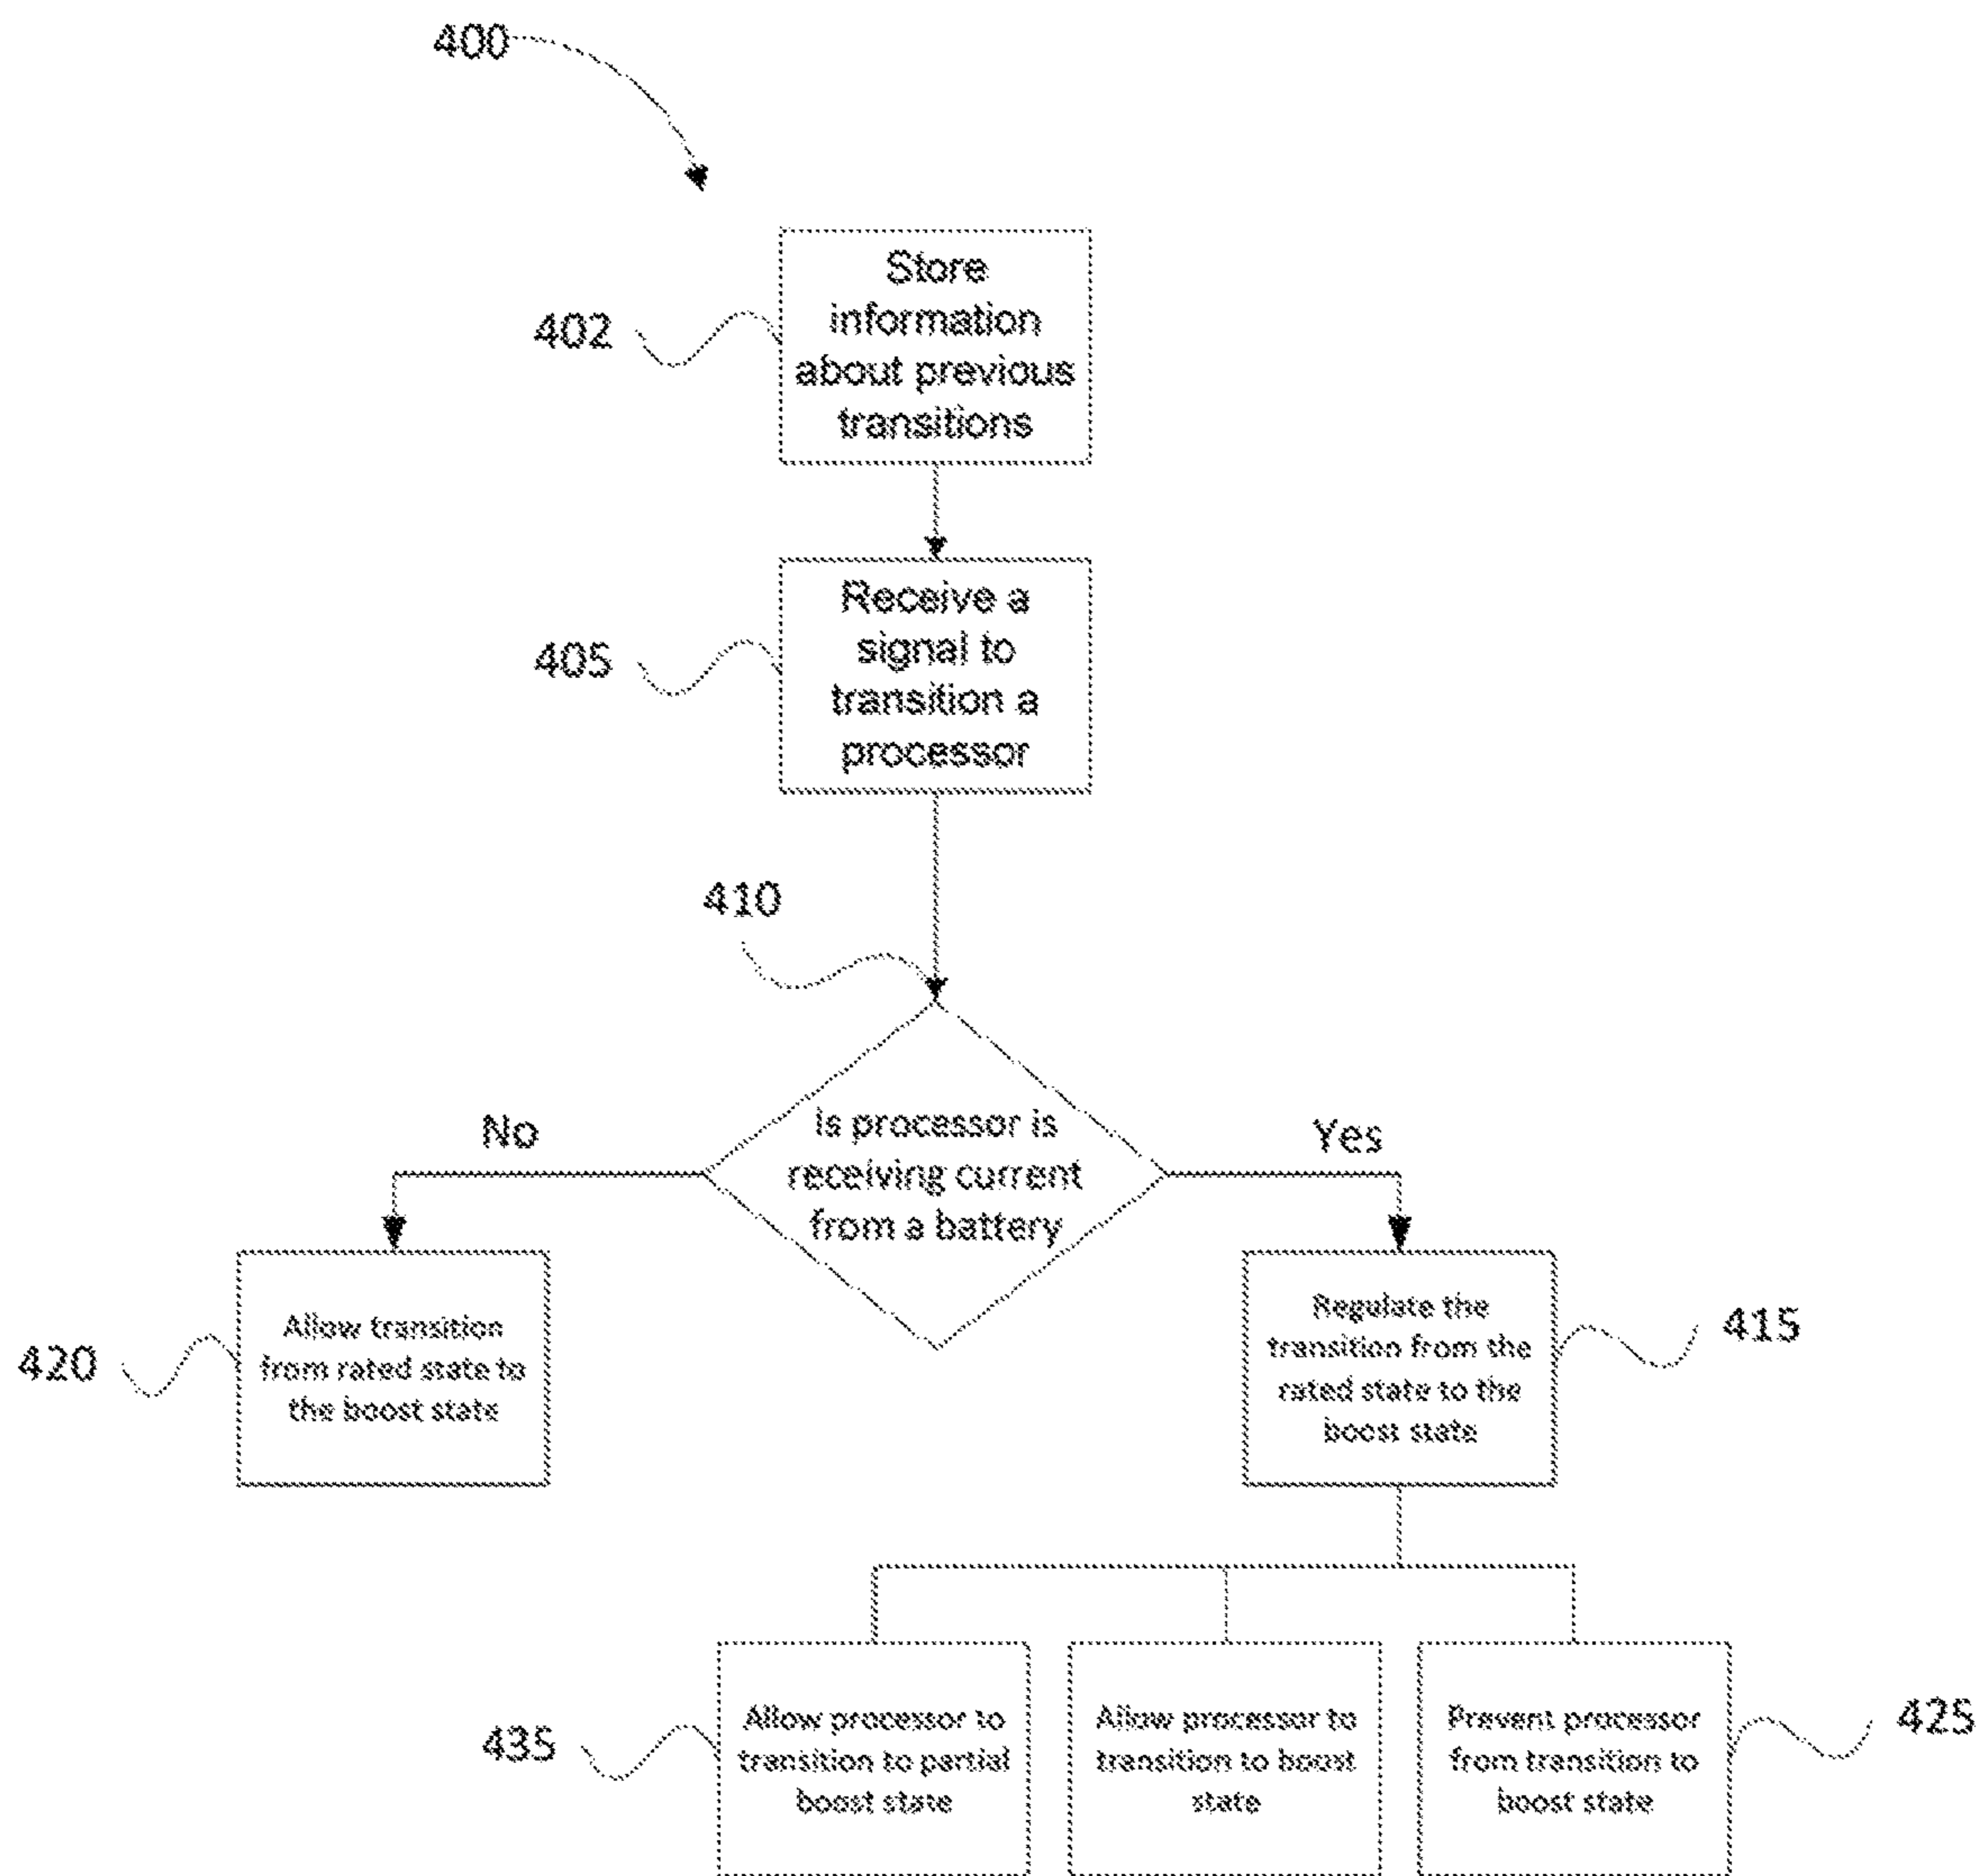 400
Store
information
about previous
transitions
402
Receive a
signal to
transition a
processor
405
410
Is processor is
receiving current
from a battery
No
Yes
Allow transition
from rated state to
the boost state
420
Regulate the
transition from the
rated state to the
boost state
415
435
Allow processor to
transition to partial
boost state
Allow processor to
transition to boost
state
Prevent processor
from transition to
boost state
425